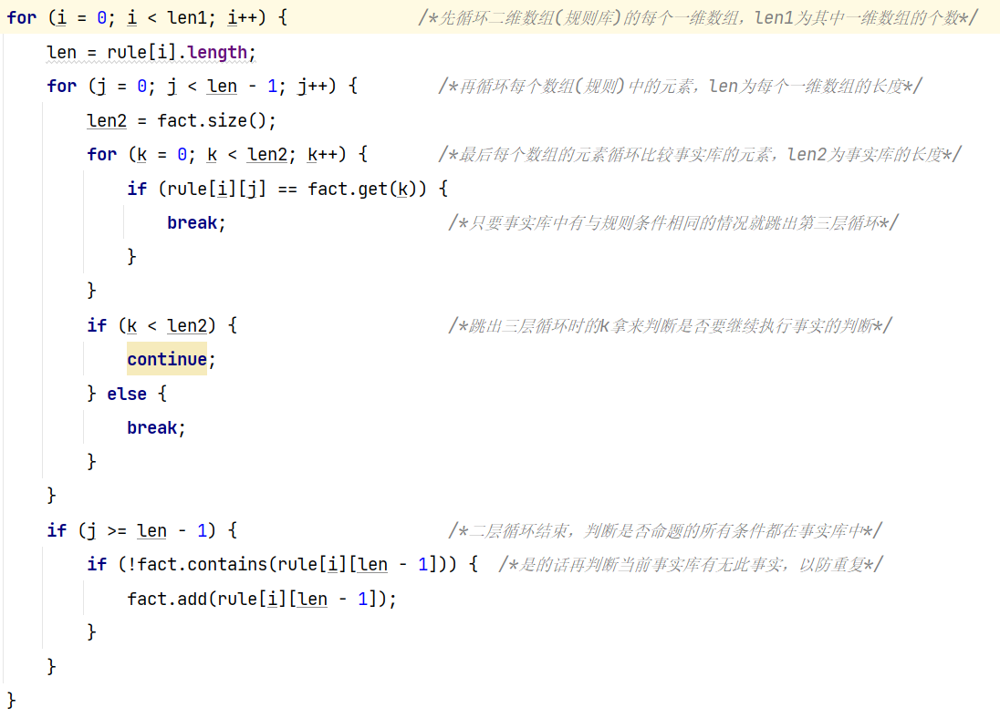 for (i = 0; i < len1; i++) {             /*先循环二维数组(规则库)的每个一维数组，len1为其中一维数组的个数*/
    len = rule[i].length;
    for (j = 0; j < len - 1; j++) {        /*再循环每个数组(规则)中的元素，len为每个一维数组的长度*/
        len2 = fact.size();
        for (k = 0; k < len2; k++) {       /*最后每个数组的元素循环比较事实库的元素，len2为事实库的长度*/
            if (rule[i][j] == fact.get(k)) {
                break;                      /*只要事实库中有与规则条件相同的情况就跳出第三层循环*/
            }
        }
        if (k < len2) {                     /*跳出三层循环时的k拿来判断是否要继续执行事实的判断*/
            continue;
        } else {
            break;
        }
    }
    if (j >= len - 1) {                     /*二层循环结束，判断是否命题的所有条件都在事实库中*/
        if (!fact.contains(rule[i][len - 1])) {  /*是的话再判断当前事实库有无此事实，以防重复*/
            fact.add(rule[i][len - 1]);
        }
    }
}